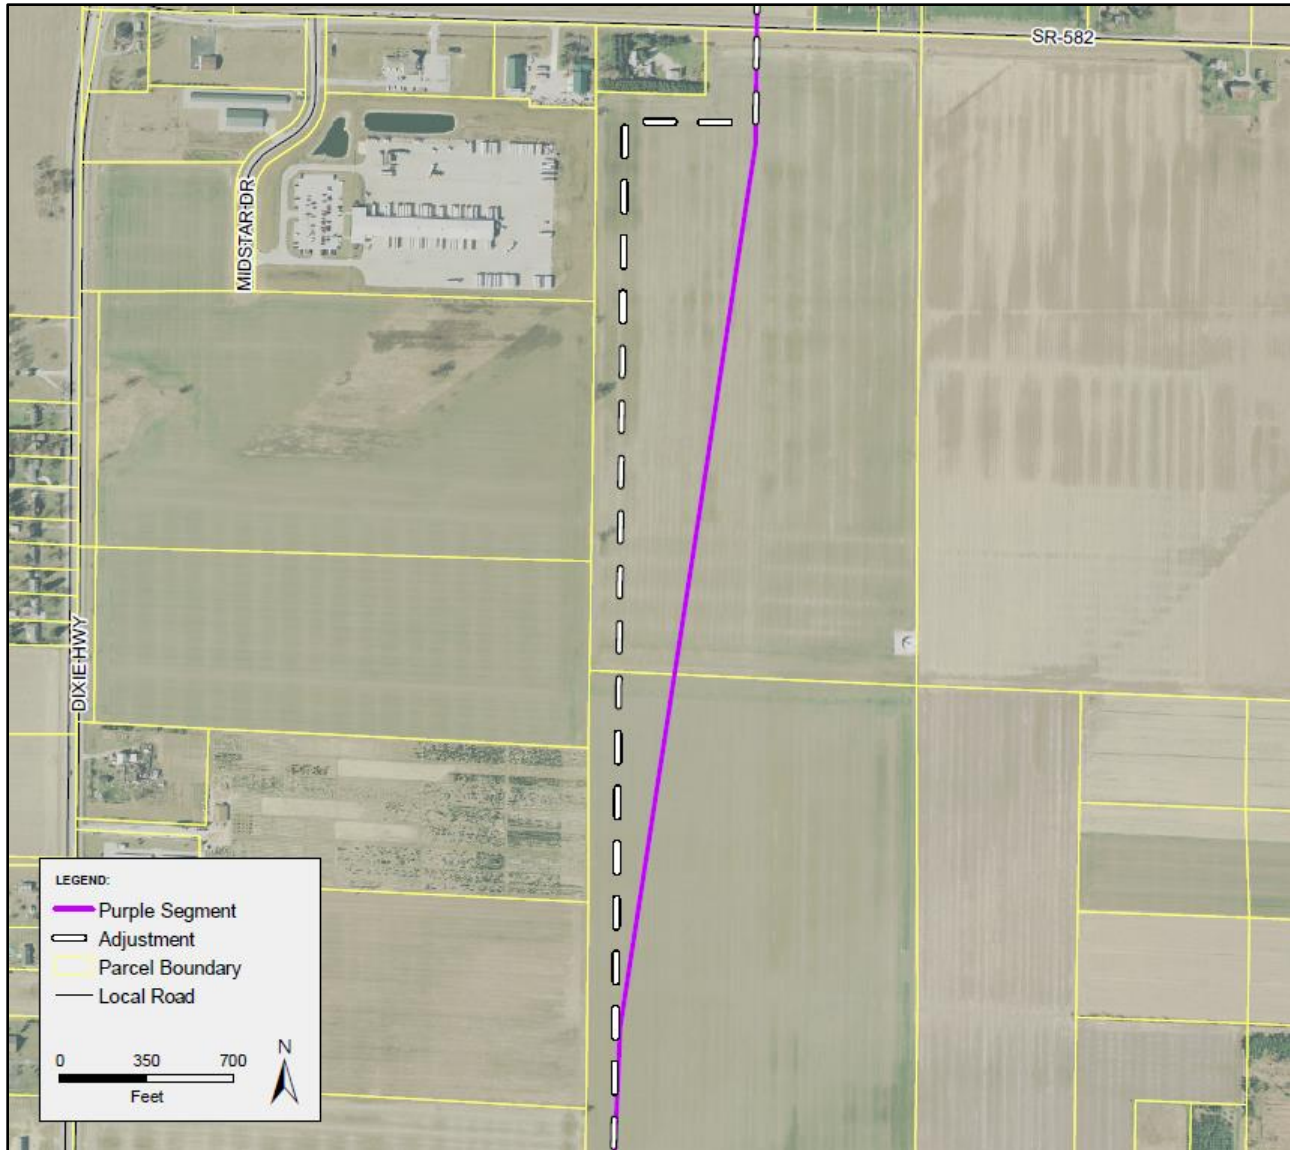 SR-582
MIDSTAR DR
DIXIE HWY
LEGEND:
Purple Segment
Adjustment
Parcel Boundary
Local Road
0 350 700
Feet
N